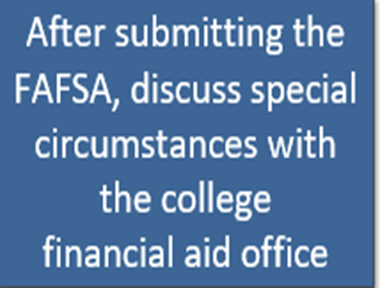 After submitting the
FAFSA, discuss special
circumstances with
the college
financial aid office